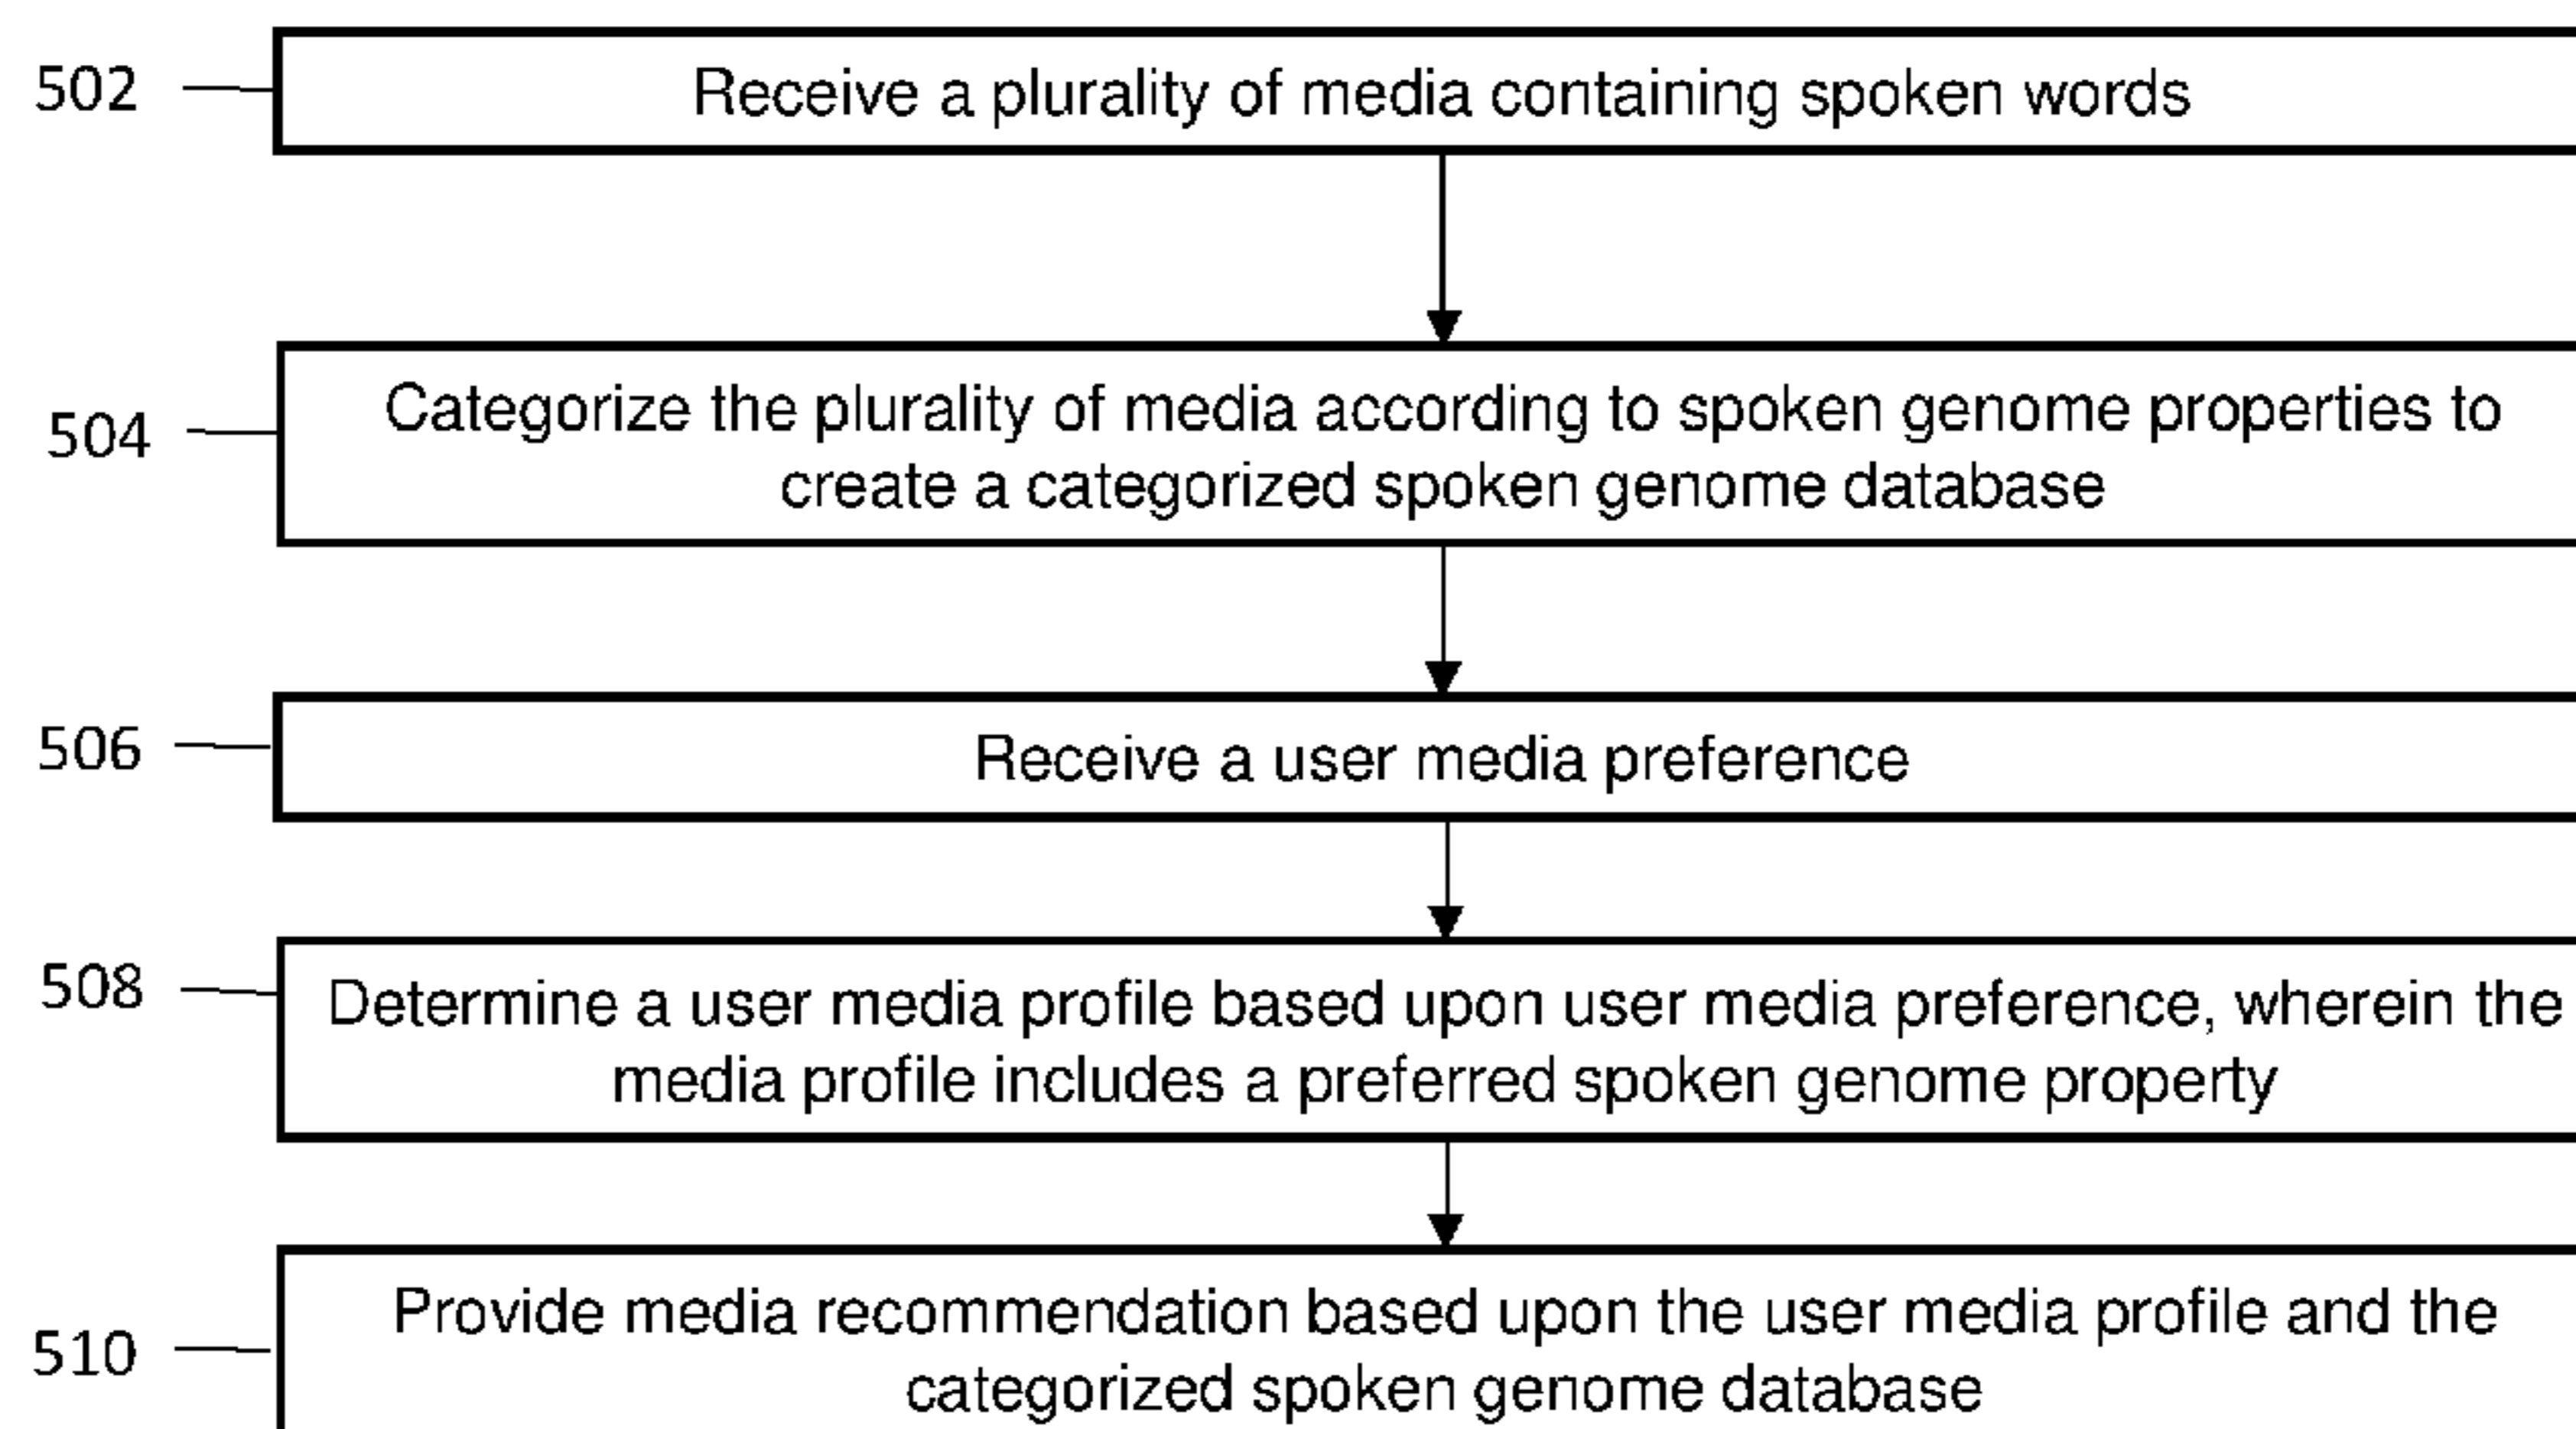 502
Receive a plurality of media containing spoken words
504
Categorize the plurality of media according to spoken genome properties to
create a categorized spoken genome database
506
Receive a user media preference
508
Determine a user media profile based upon user media preference, wherein the
media profile includes a preferred spoken genome property
510
Provide media recommendation based upon the user media profile and the
categorized spoken genome database